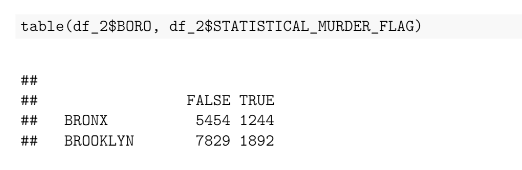 table(df_2$BORO, df_2$STATISTICAL_MURDER_FLAG)
##
##                FALSE TRUE
##   BRONX         5454 1244
##   BROOKLYN      7829 1892